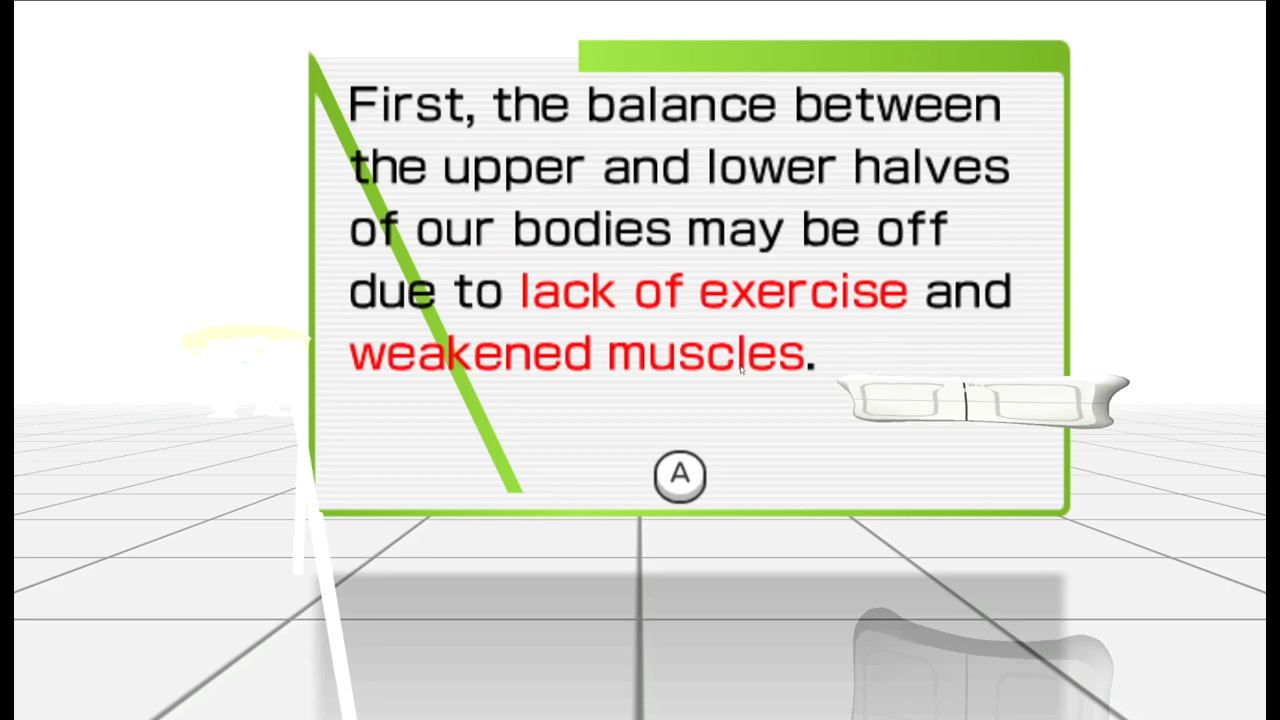 First, the balance between
the upper and lower halves
of our bodies may be off
due to lack of exercise and
weakened muscles.
A